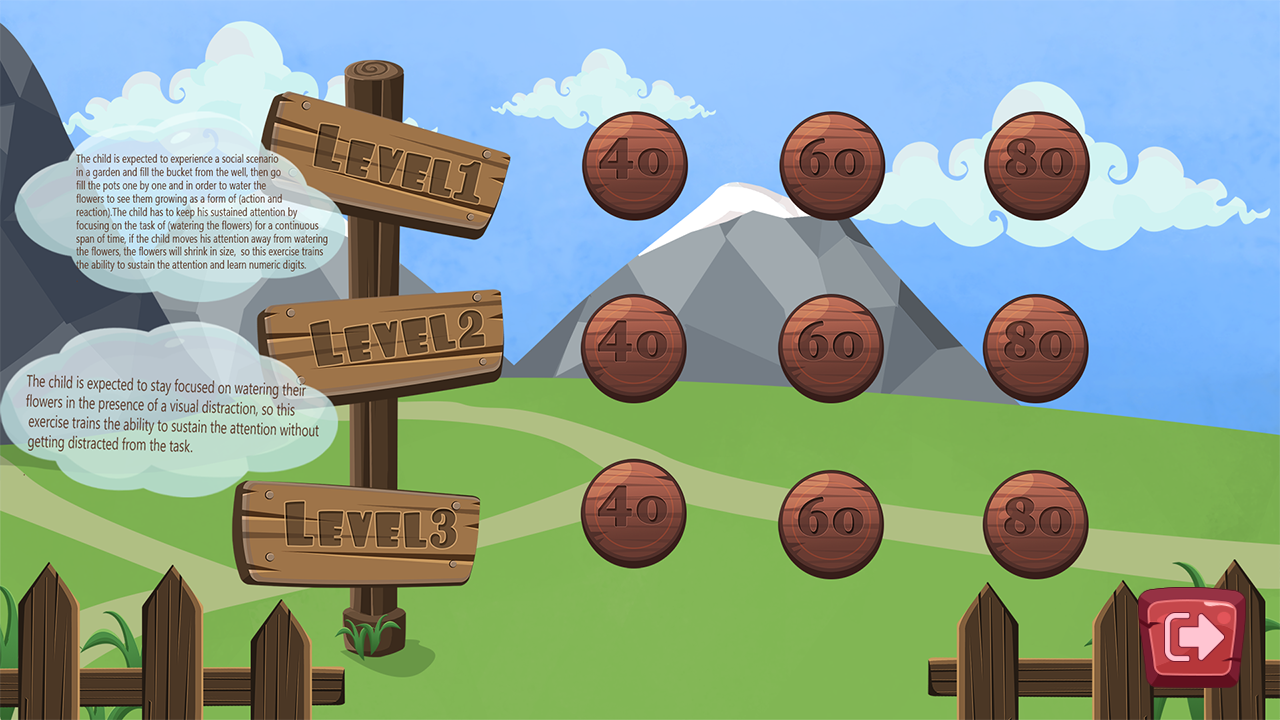 The child is expected to experience a social scenario
in a garden and fill the bucket from the well, then go
fill the pots one by one and in order to water the
flowers to see them growing as a form of (action and
reaction).The child has to keep his sustained attention by
focusing on the task of (watering the flowers) for a continuous
span of time, if the child moves his attention away from watering
the flowers, the flowers will shrink in size, so this exercise trains
the ability to sustain the attention and learn numeric digits.
LEVEL1
40 60 80
The child is expected to stay focused on watering their
flowers in the presence of a visual distraction, so this
exercise trains the ability to sustain the attention without
getting distracted from the task.
LEVEL2
40 60 80
LEVEL3
40 60 80